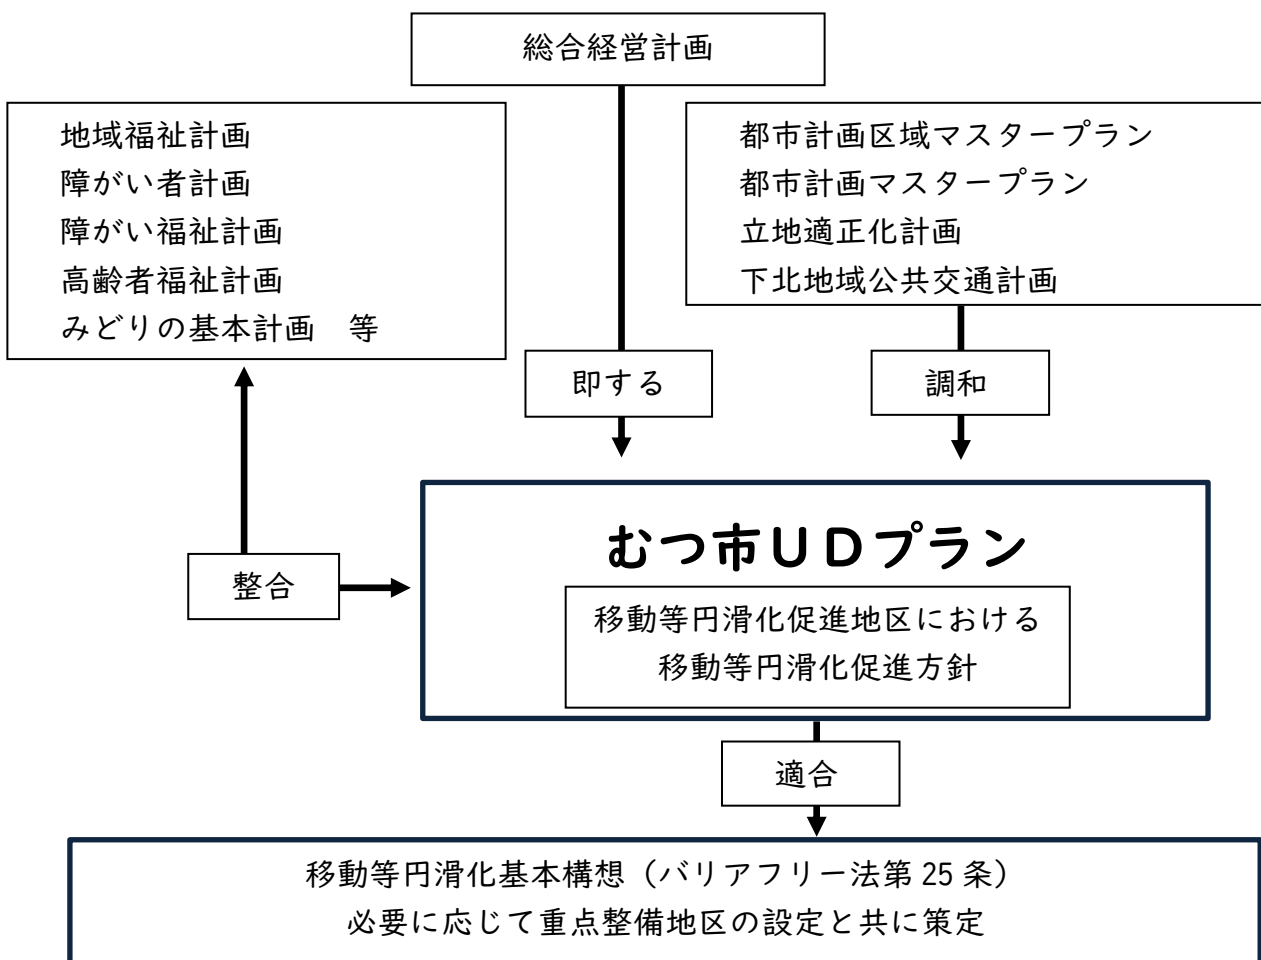 総合経営計画
地域福祉計画
障がい者計画
障がい福祉計画
高齢者福祉計画
みどりの基本計画　等
都市計画区域マスタープラン
都市計画マスタープラン
立地適正化計画
下北地域公共交通計画
即する
調和
整合
むつ市ＵＤプラン
移動等円滑化促進地区における
移動等円滑化促進方針
適合
移動等円滑化基本構想（バリアフリー法第 25 条）
必要に応じて重点整備地区の設定と共に策定